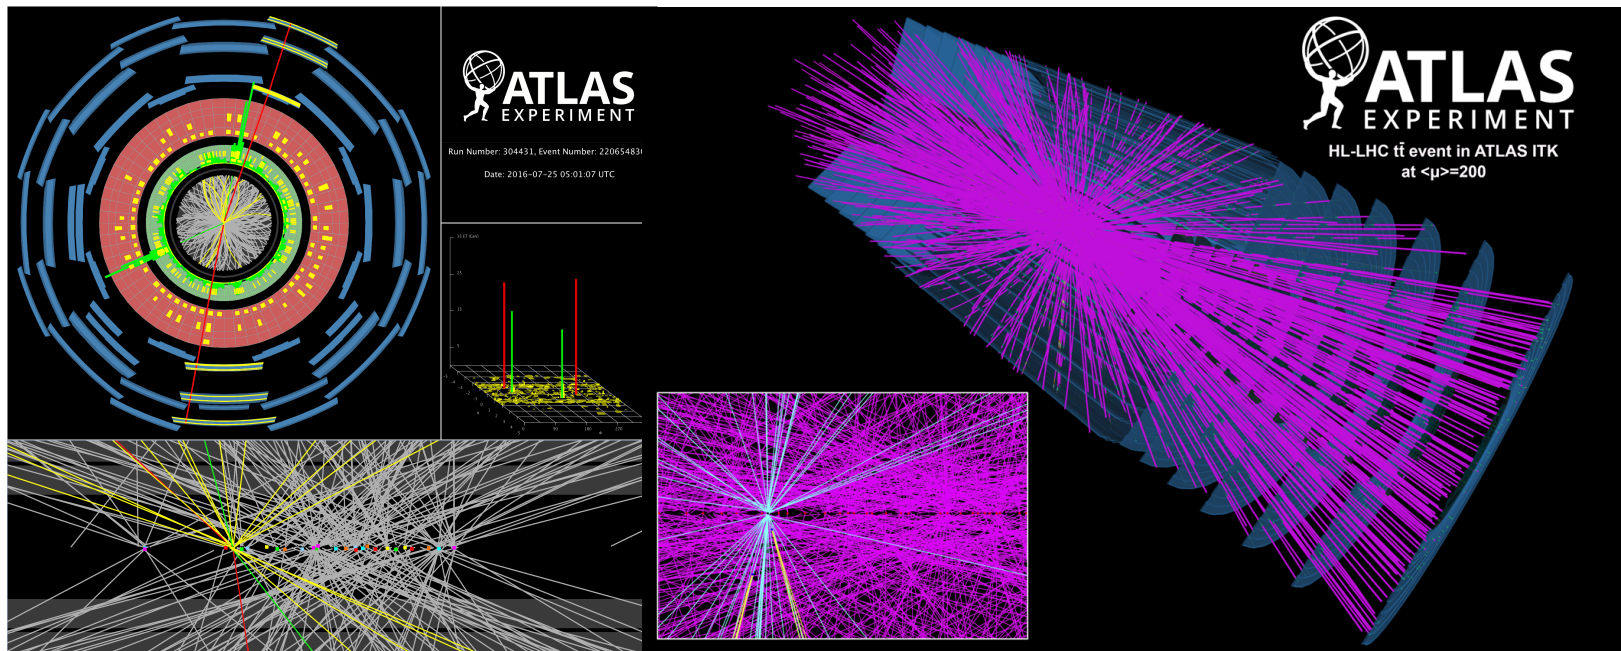 ATLAS
EXPERIMENT
Run Number: 304431, Event Number: 220654830
Date: 2016-07-25 05:01:07 UTC
ATLAS
EXPERIMENT
HL-LHC tt̄ event in ATLAS ITK
at <μ>=200